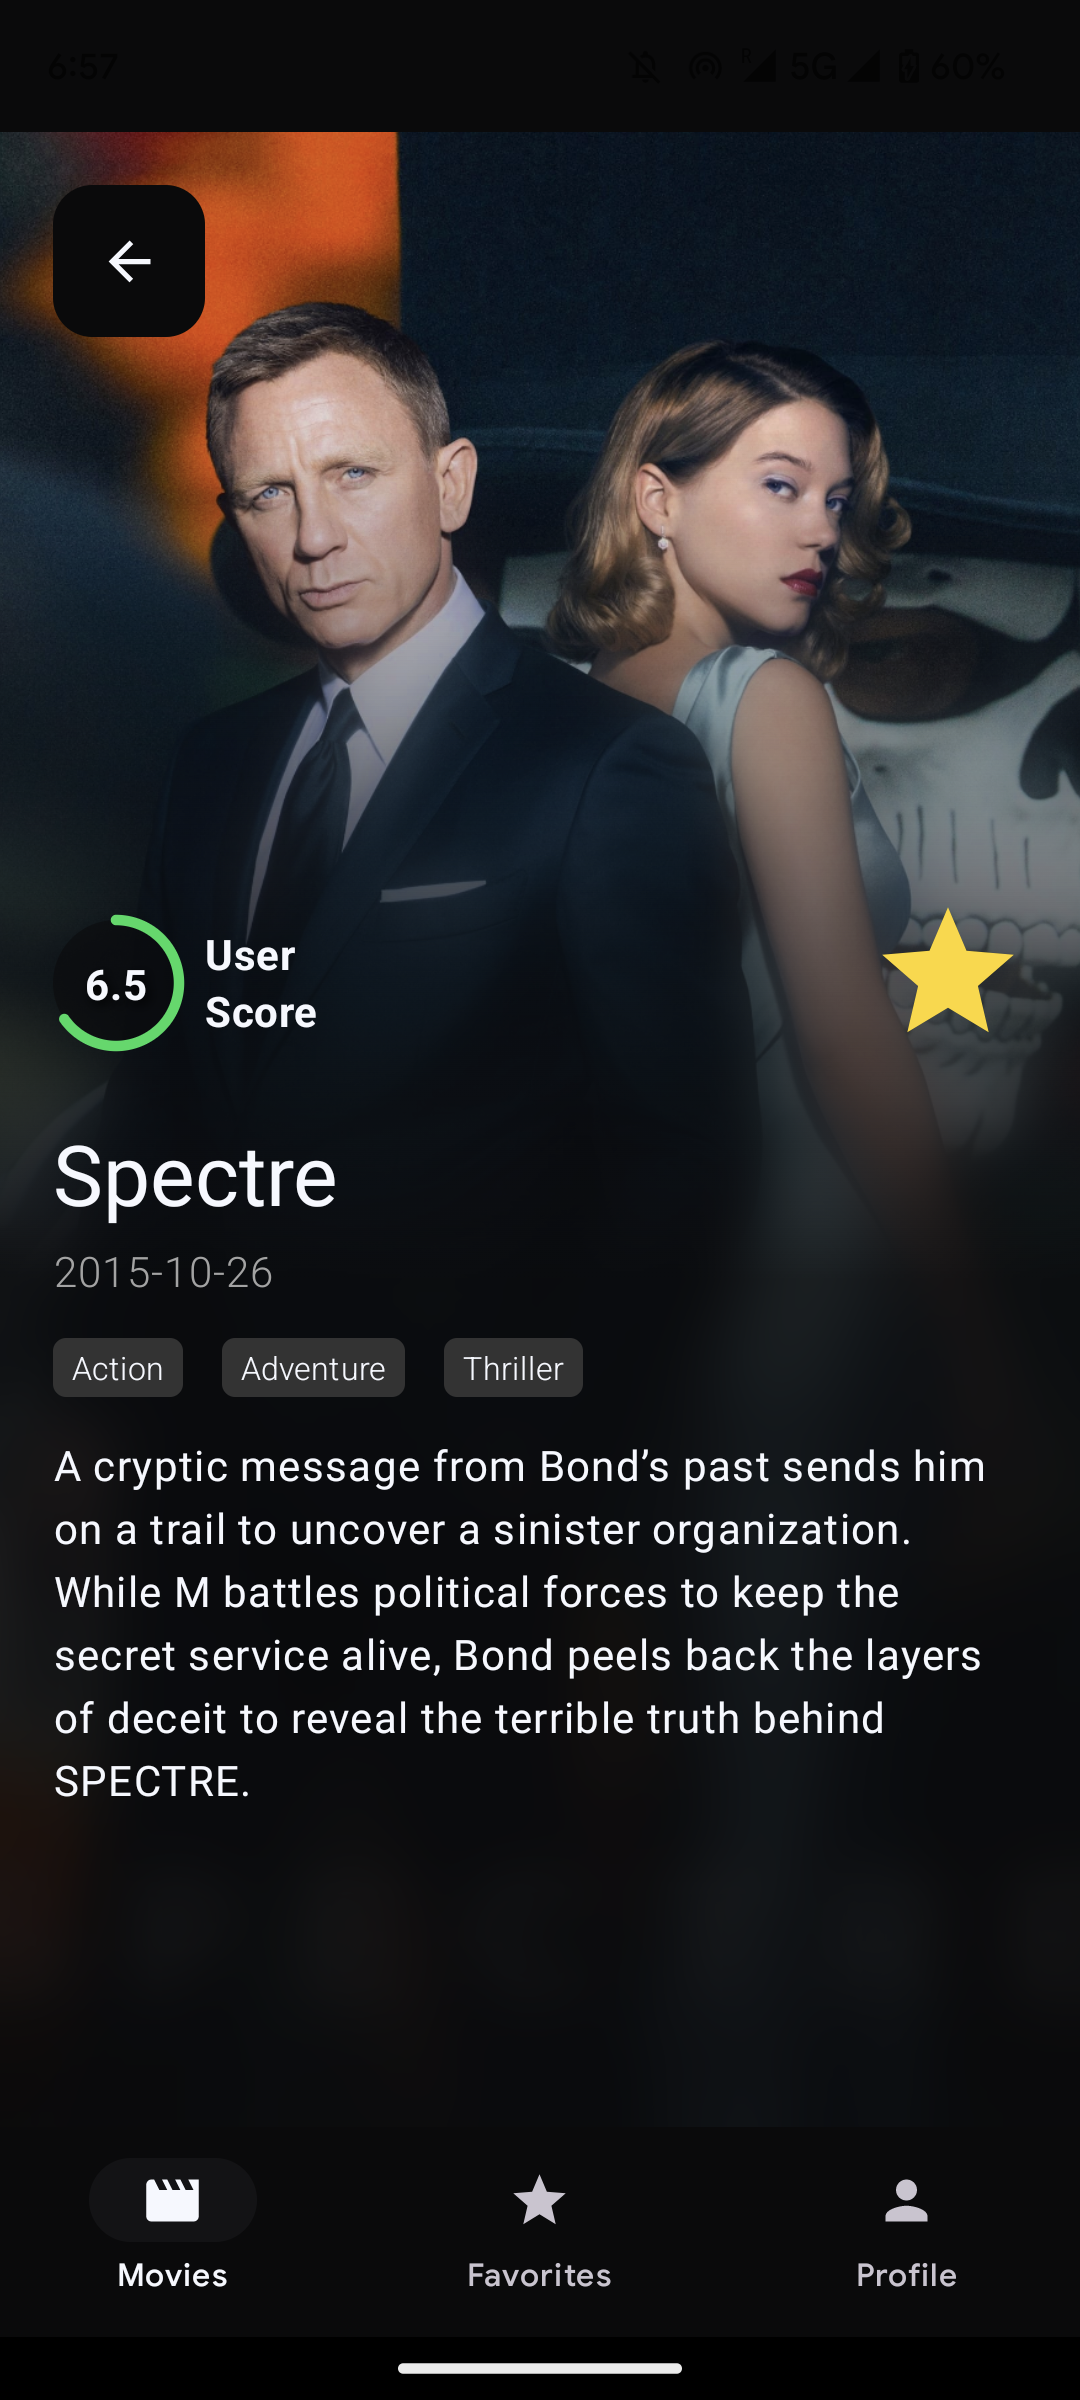 6:57
R 5G 60%
6.5
User
Score
Spectre
2015-10-26
Action Adventure Thriller
A cryptic message from Bond’s past sends him
on a trail to uncover a sinister organization.
While M battles political forces to keep the
secret service alive, Bond peels back the layers
of deceit to reveal the terrible truth behind
SPECTRE.
Movies Favorites Profile